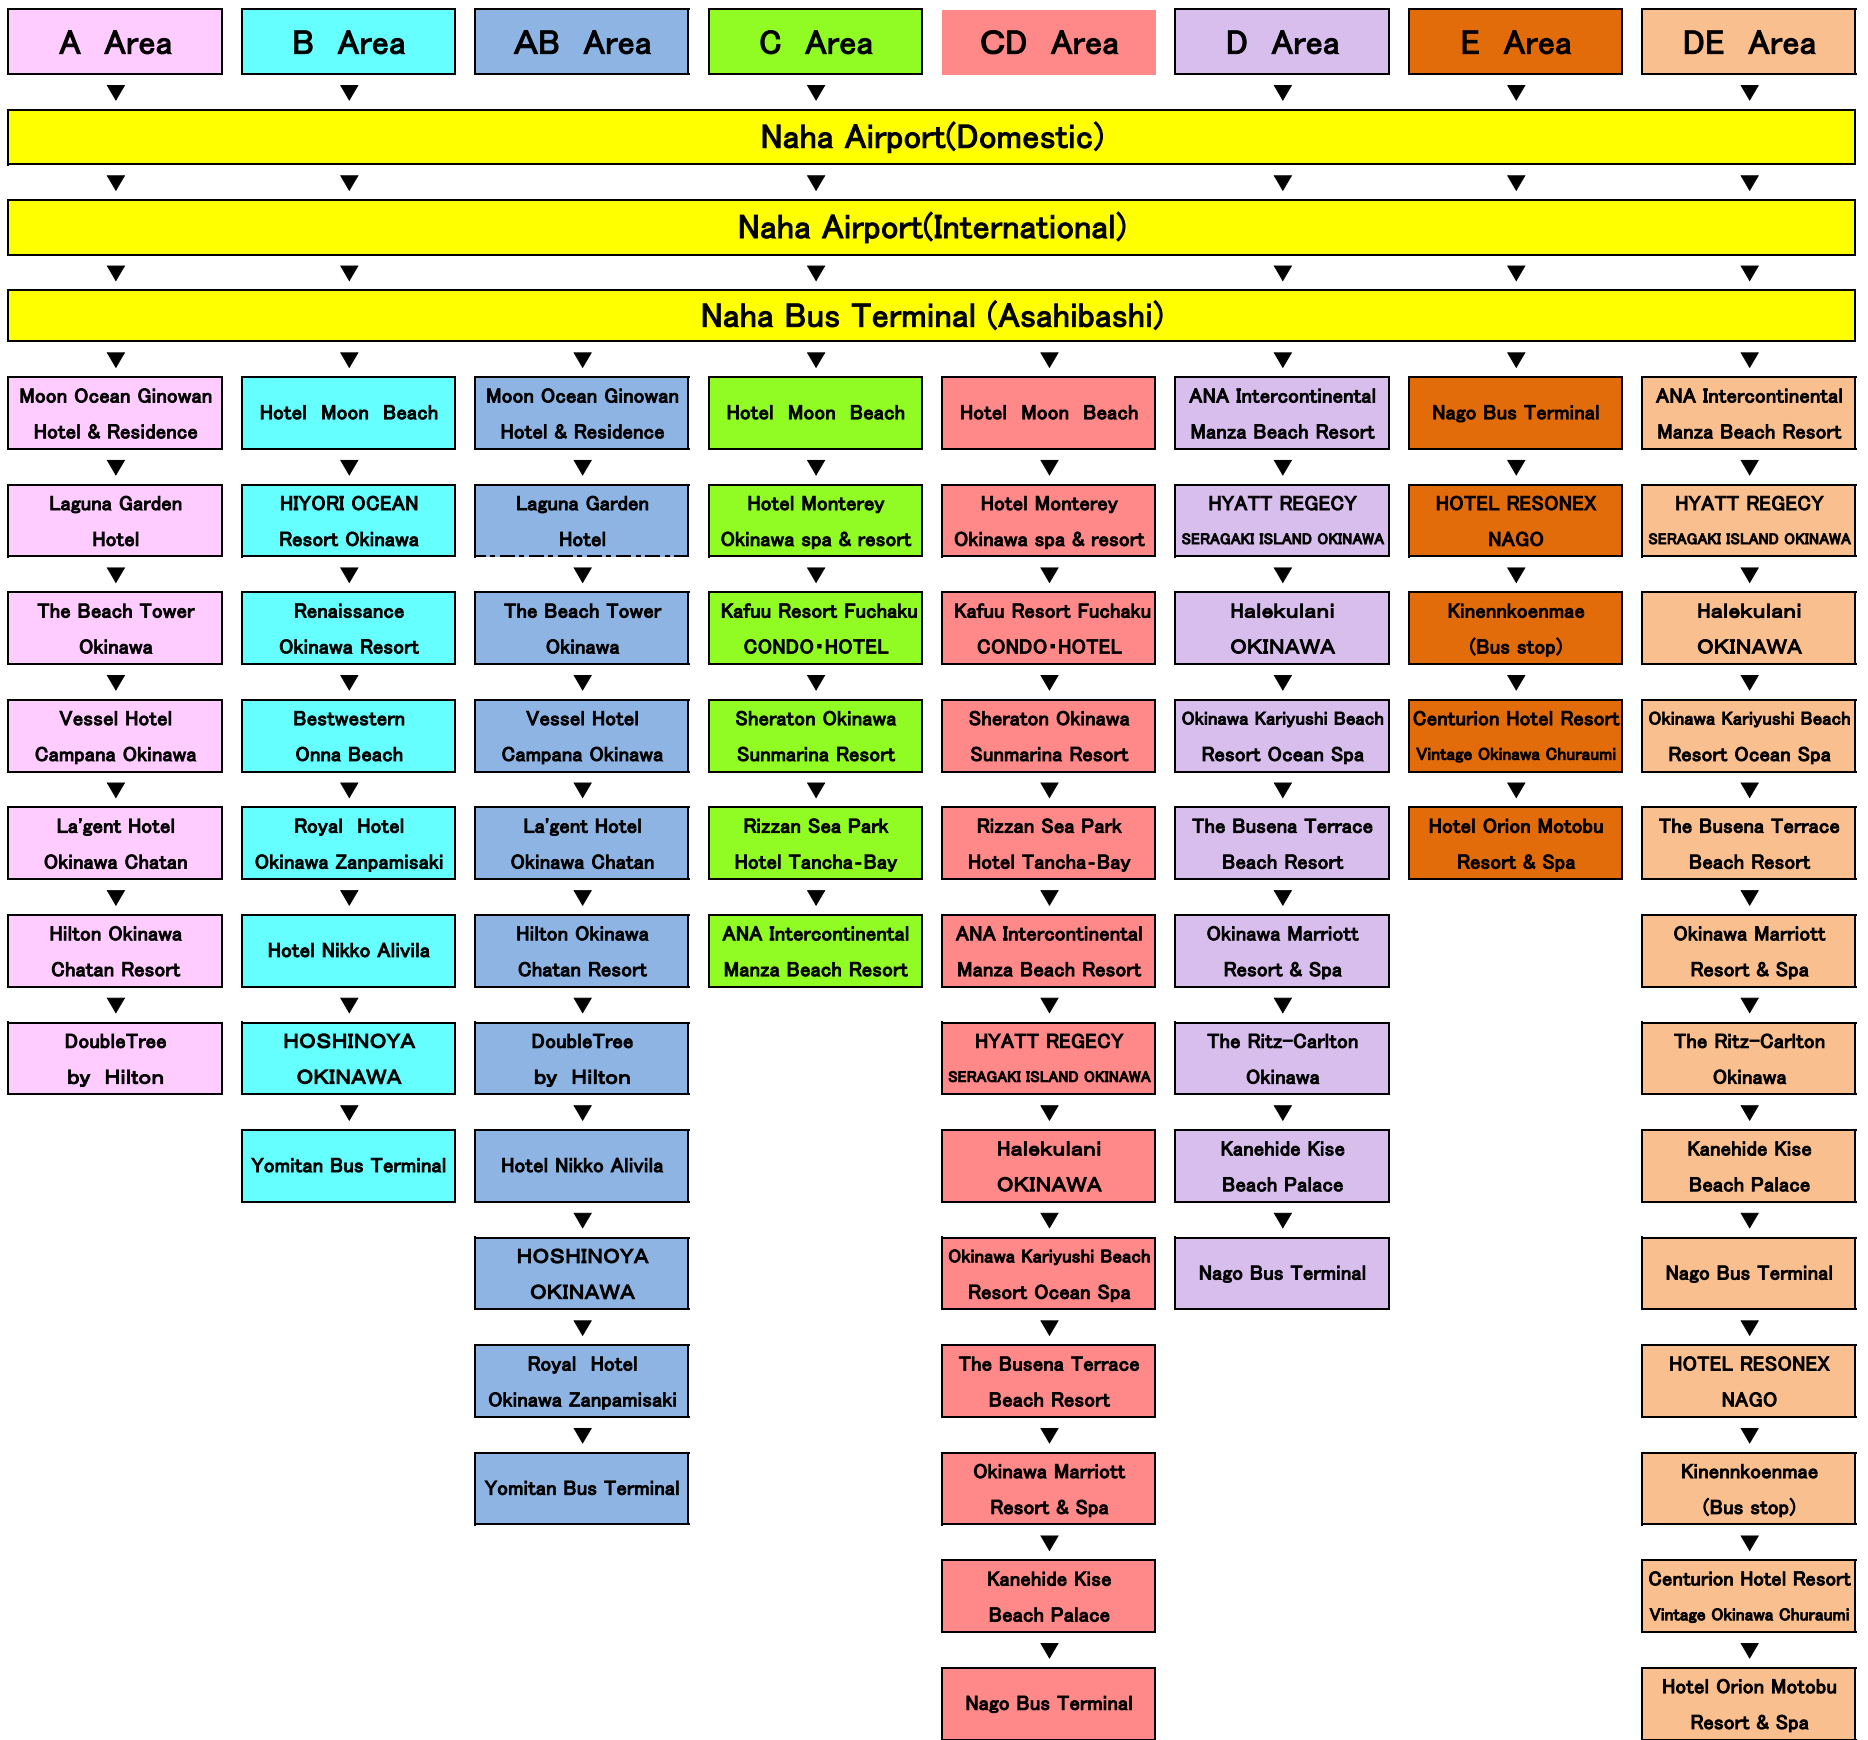 A Area
B Area
AB Area
C Area
CD Area
D Area
E Area
DE Area
Naha Airport(Domestic)
Naha Airport(International)
Naha Bus Terminal (Asahibashi)
Moon Ocean Ginowan
Hotel & Residence
Laguna Garden
Hotel
The Beach Tower
Okinawa
Vessel Hotel
Campana Okinawa
La'gent Hotel
Okinawa Chatan
Hilton Okinawa
Chatan Resort
DoubleTree
by Hilton
Hotel Moon Beach
HIYORI OCEAN
Resort Okinawa
Renaissance
Okinawa Resort
Bestwestern
Onna Beach
Royal Hotel
Okinawa Zanpamisaki
Hotel Nikko Alivila
HOSHINOYA
OKINAWA
Yomitan Bus Terminal
Moon Ocean Ginowan
Hotel & Residence
Laguna Garden
Hotel
The Beach Tower
Okinawa
Vessel Hotel
Campana Okinawa
La'gent Hotel
Okinawa Chatan
Hilton Okinawa
Chatan Resort
DoubleTree
by Hilton
Hotel Nikko Alivila
HOSHINOYA
OKINAWA
Royal Hotel
Okinawa Zanpamisaki
Yomitan Bus Terminal
Hotel Moon Beach
Hotel Monterey
Okinawa spa & resort
Kafuu Resort Fuchaku
CONDO・HOTEL
Sheraton Okinawa
Sunmarina Resort
Rizzan Sea Park
Hotel Tancha-Bay
ANA Intercontinental
Manza Beach Resort
Hotel Moon Beach
Hotel Monterey
Okinawa spa & resort
Kafuu Resort Fuchaku
CONDO・HOTEL
Sheraton Okinawa
Sunmarina Resort
Rizzan Sea Park
Hotel Tancha-Bay
ANA Intercontinental
Manza Beach Resort
HYATT REGECY
SERAGAKI ISLAND OKINAWA
Halekulani
OKINAWA
Okinawa Kariyushi Beach
Resort Ocean Spa
The Busena Terrace
Beach Resort
Okinawa Marriott
Resort & Spa
Kanehide Kise
Beach Palace
Nago Bus Terminal
ANA Intercontinental
Manza Beach Resort
HYATT REGECY
SERAGAKI ISLAND OKINAWA
Halekulani
OKINAWA
Okinawa Kariyushi Beach
Resort Ocean Spa
The Busena Terrace
Beach Resort
Okinawa Marriott
Resort & Spa
The Ritz-Carlton
Okinawa
Kanehide Kise
Beach Palace
Nago Bus Terminal
Nago Bus Terminal
HOTEL RESONEX
NAGO
Kinennkoenmae
(Bus stop)
Centurion Hotel Resort
Vintage Okinawa Churaumi
Hotel Orion Motobu
Resort & Spa
ANA Intercontinental
Manza Beach Resort
HYATT REGECY
SERAGAKI ISLAND OKINAWA
Halekulani
OKINAWA
Okinawa Kariyushi Beach
Resort Ocean Spa
The Busena Terrace
Beach Resort
Okinawa Marriott
Resort & Spa
The Ritz-Carlton
Okinawa
Kanehide Kise
Beach Palace
Nago Bus Terminal
HOTEL RESONEX
NAGO
Kinennkoenmae
(Bus stop)
Centurion Hotel Resort
Vintage Okinawa Churaumi
Hotel Orion Motobu
Resort & Spa